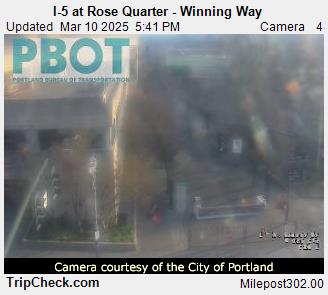 I-5 at Rose Quarter - Winning Way
Updated Mar 10 2025 5:41 PM Camera 4
PBOT
PORTLAND BUREAU OF TRANSPORTATION
Camera courtesy of the City of Portland
TripCheck.com Milepost302.00